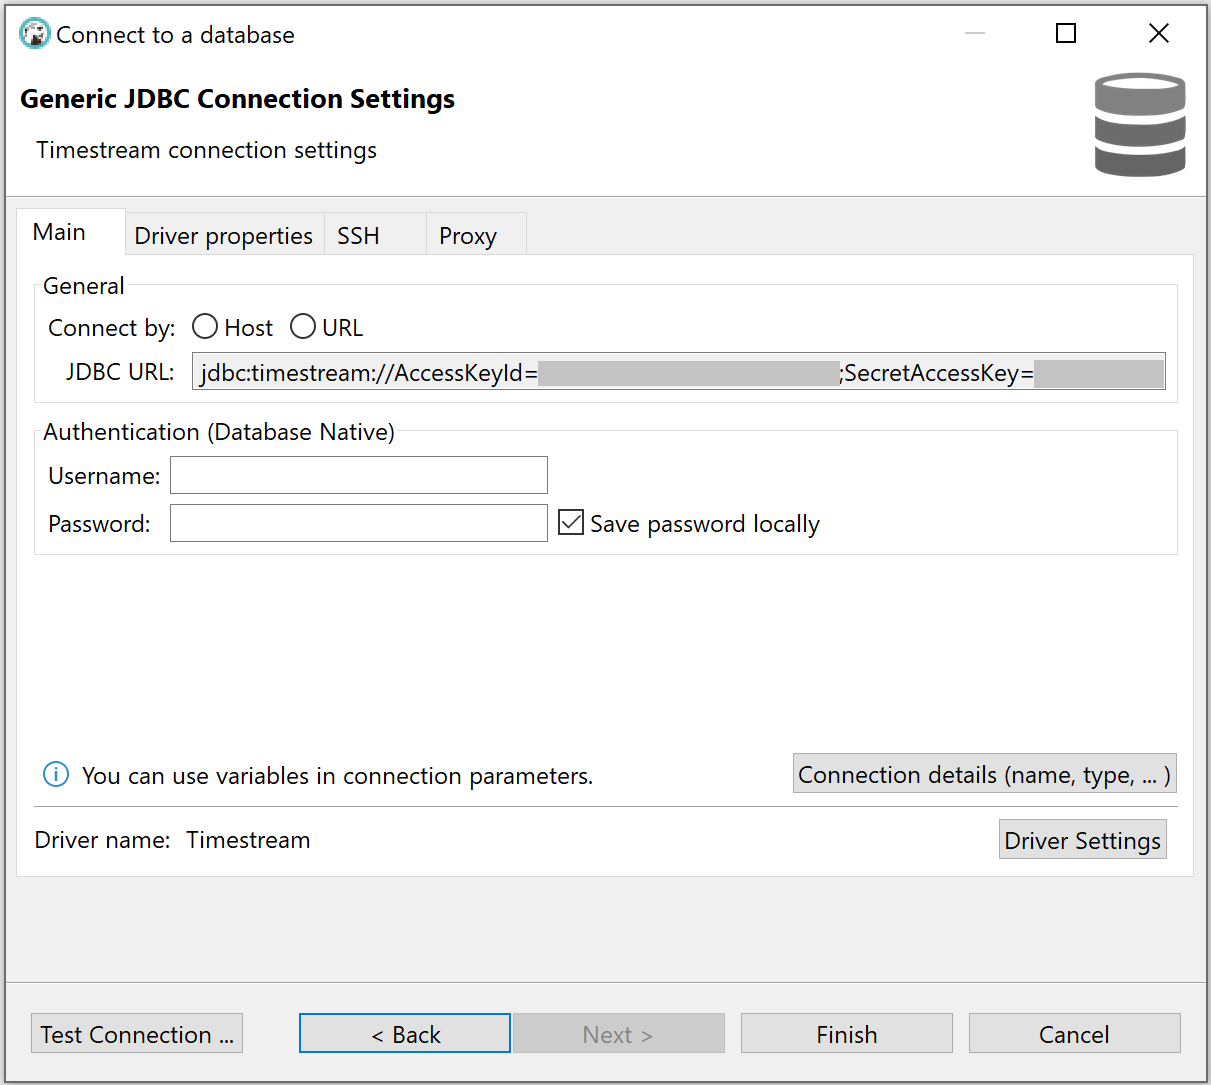 Connect to a database
Generic JDBC Connection Settings
Timestream connection settings
Main Driver properties SSH Proxy
General
Connect by: Host URL
JDBC URL: jdbc:timestream://AccessKeyId= ;SecretAccessKey=
Authentication (Database Native)
Username:
Password: Save password locally
You can use variables in connection parameters. Connection details (name, type, ... )
Driver name: Timestream Driver Settings
Test Connection ... < Back Next > Finish Cancel